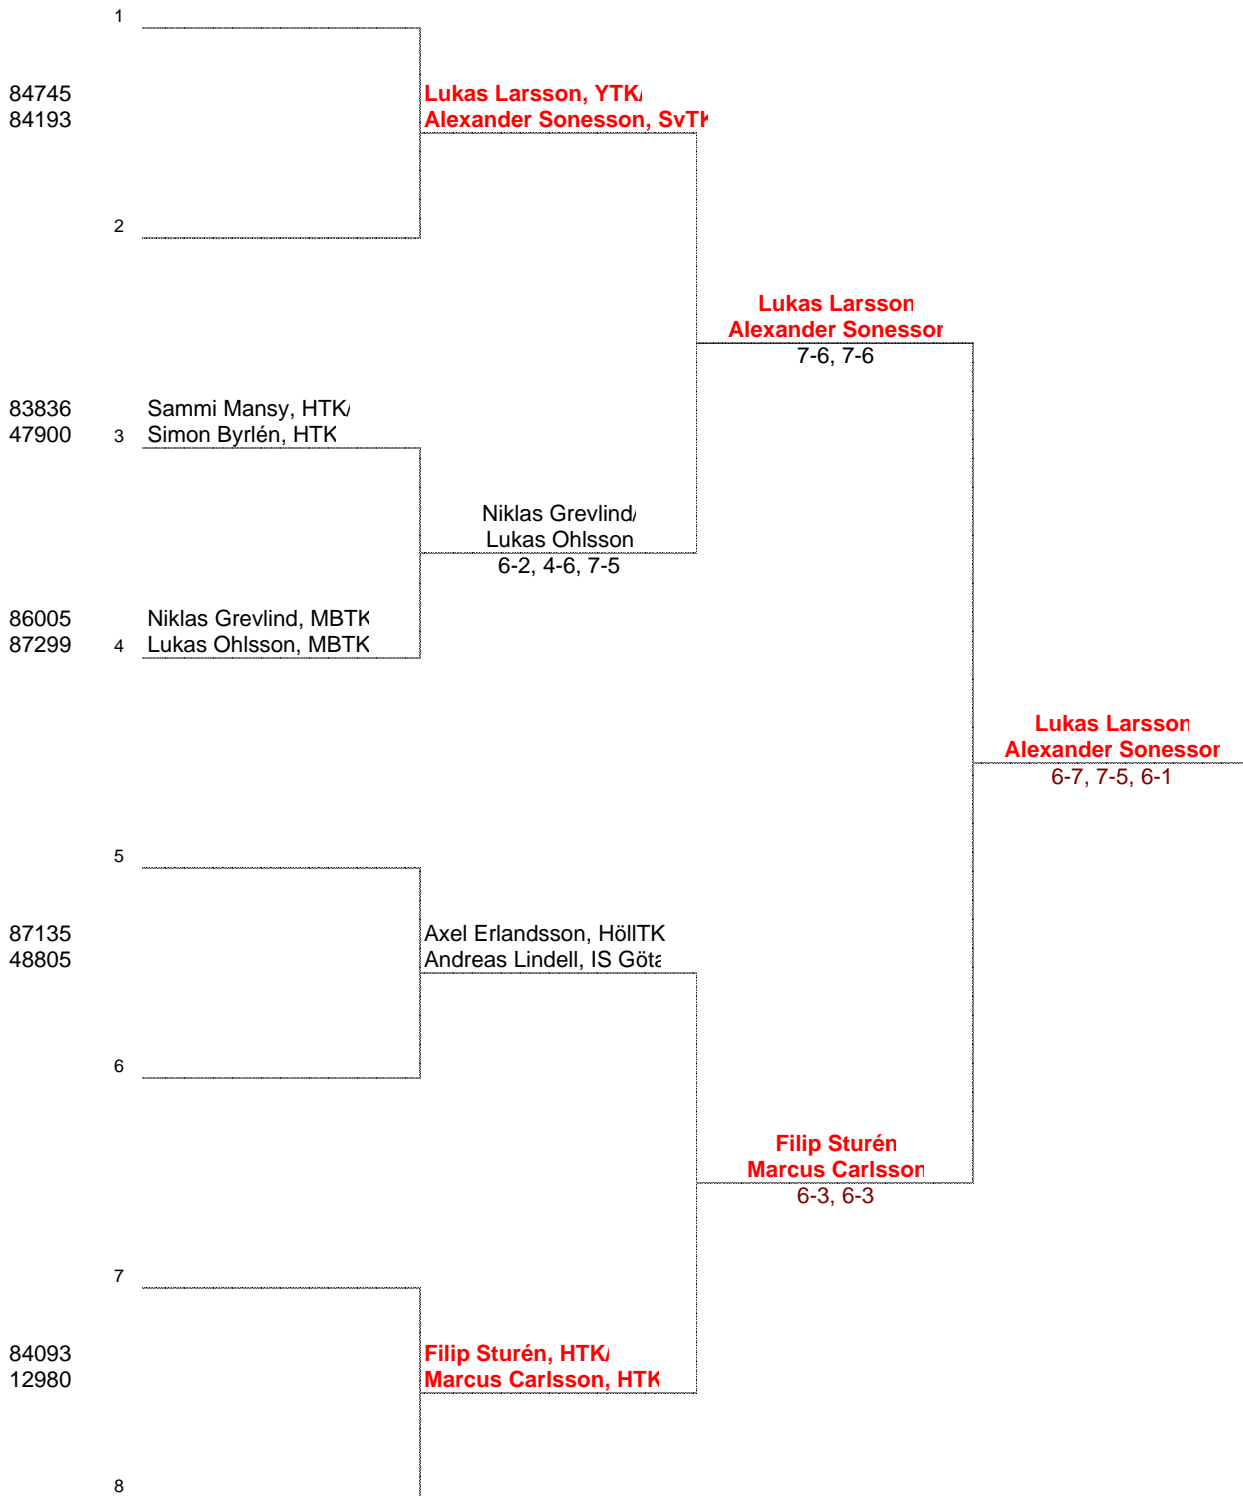 1
84745 Lukas Larsson, YTK/
84193 Alexander Sonesson, SvTK
2
Lukas Larsson
Alexander Sonesson
7-6, 7-6
83836 Sammi Mansy, HTK/
47900 3 Simon Byrlén, HTK
Niklas Grevlind/
Lukas Ohlsson
6-2, 4-6, 7-5
86005 Niklas Grevlind, MBTK
87299 4 Lukas Ohlsson, MBTK
Lukas Larsson
Alexander Sonesson
6-7, 7-5, 6-1
5
87135 Axel Erlandsson, HöllTK
48805 Andreas Lindell, IS Göta
6
Filip Sturén
Marcus Carlsson
6-3, 6-3
7
84093 Filip Sturén, HTK/
12980 Marcus Carlsson, HTK
8